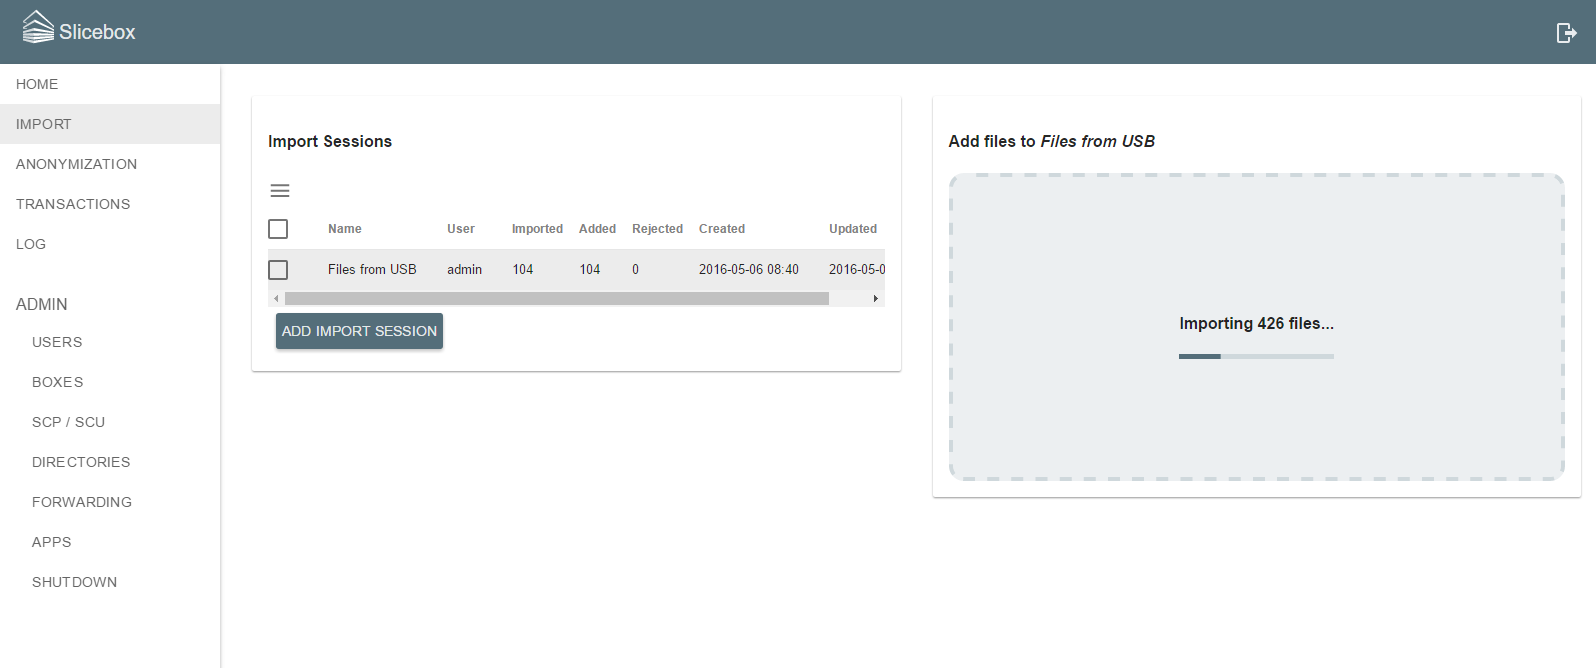 Slicebox
HOME
IMPORT
ANONYMIZATION
TRANSACTIONS
LOG
ADMIN
USERS
BOXES
SCP / SCU
DIRECTORIES
FORWARDING
APPS
SHUTDOWN
Import Sessions
Name User Imported Added Rejected Created Updated
Files from USB admin 104 104 0 2016-05-06 08:40 2016-05-0
ADD IMPORT SESSION
Add files to Files from USB
Importing 426 files...